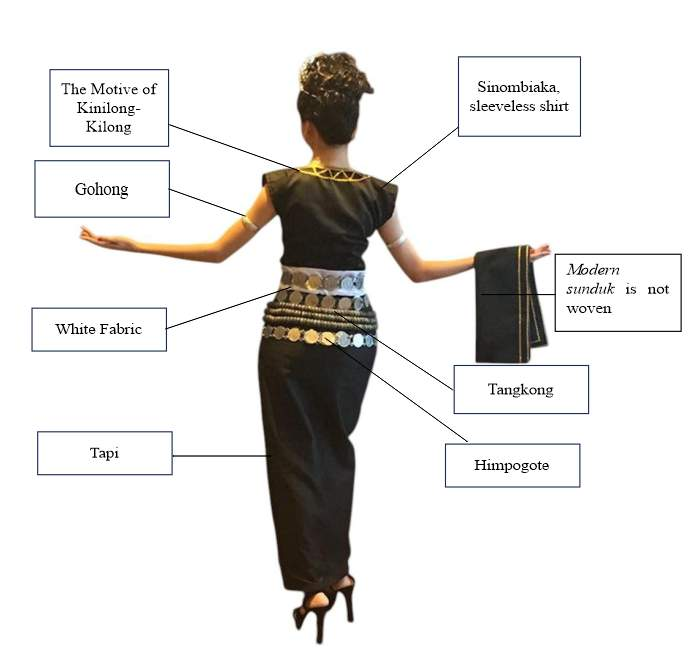 The Motive of
Kinilong-
Kilong
Sinombiaka,
sleeveless shirt
Gohong
Modern
sunduk is not
woven
White Fabric
Tangkong
Tapi
Himpogote